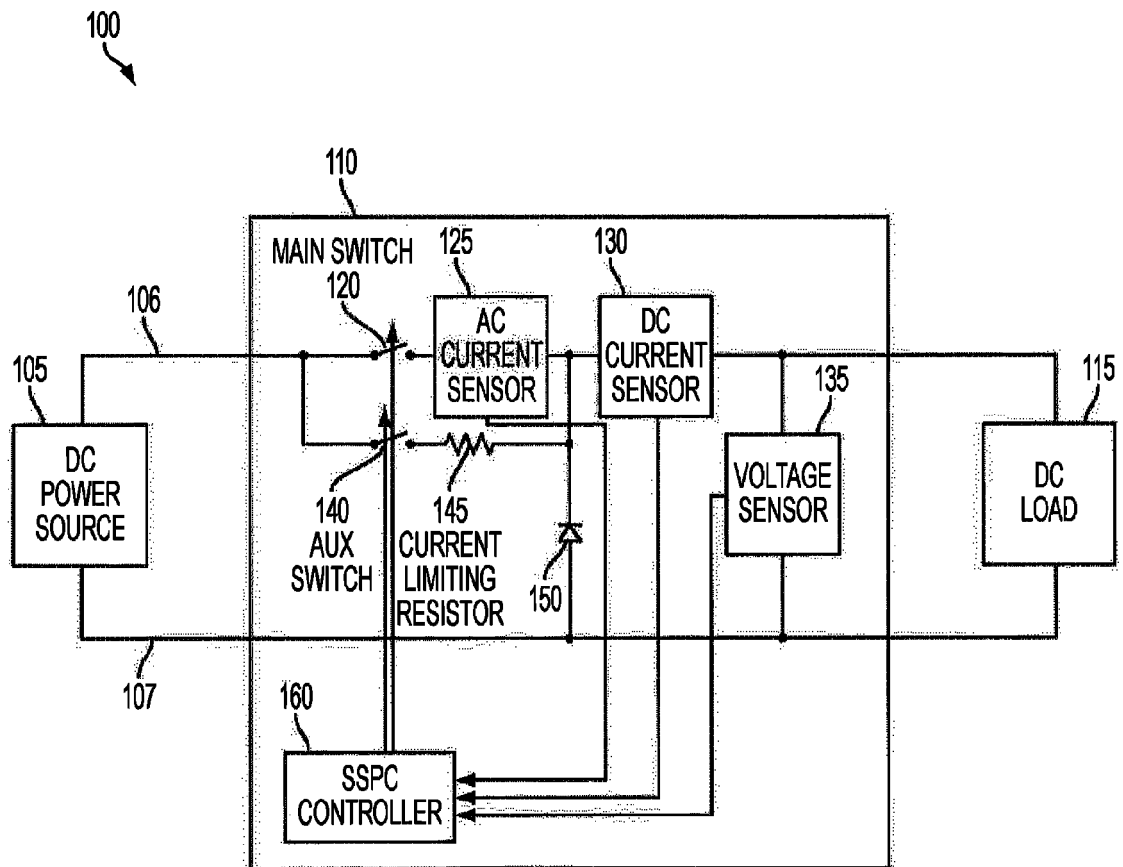 100
110
MAIN SWITCH
120
125
130
AC
CURRENT
SENSOR
DC
CURRENT
SENSOR
106
105
DC
POWER
SOURCE
135
VOLTAGE
SENSOR
115
DC
LOAD
140
AUX
SWITCH
145
CURRENT
LIMITING
RESISTOR
150
107
160
SSPC
CONTROLLER